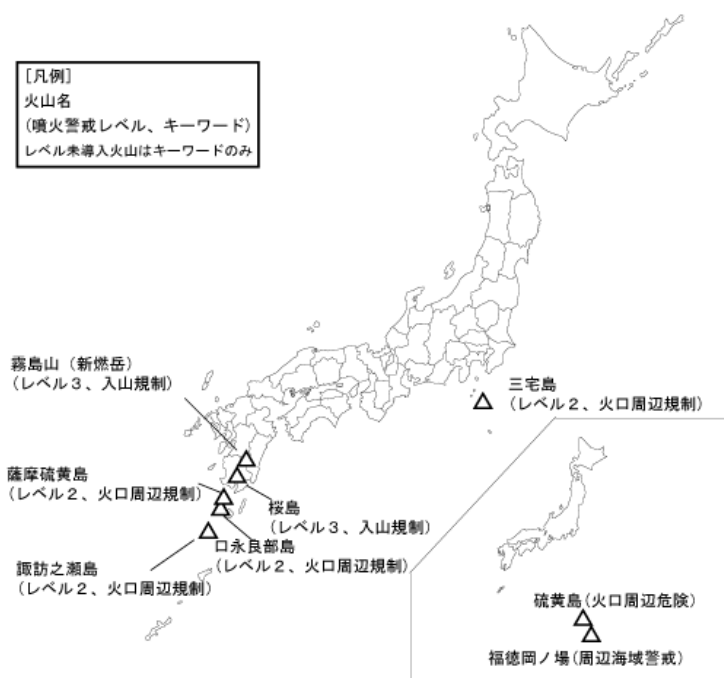 ［凡例］
火山名
（噴火警戒レベル、キーワード）
レベル未導入火山はキーワードのみ
霧島山（新燃岳）
（レベル３、入山規制）
三宅島
（レベル２、火口周辺規制）
薩摩硫黄島
（レベル２、火口周辺規制）
桜島
（レベル３、入山規制）
口永良部島
（レベル２、火口周辺規制）
諏訪之瀬島
（レベル２、火口周辺規制）
硫黄島（火口周辺危険）
福徳岡ノ場（周辺海域警戒）